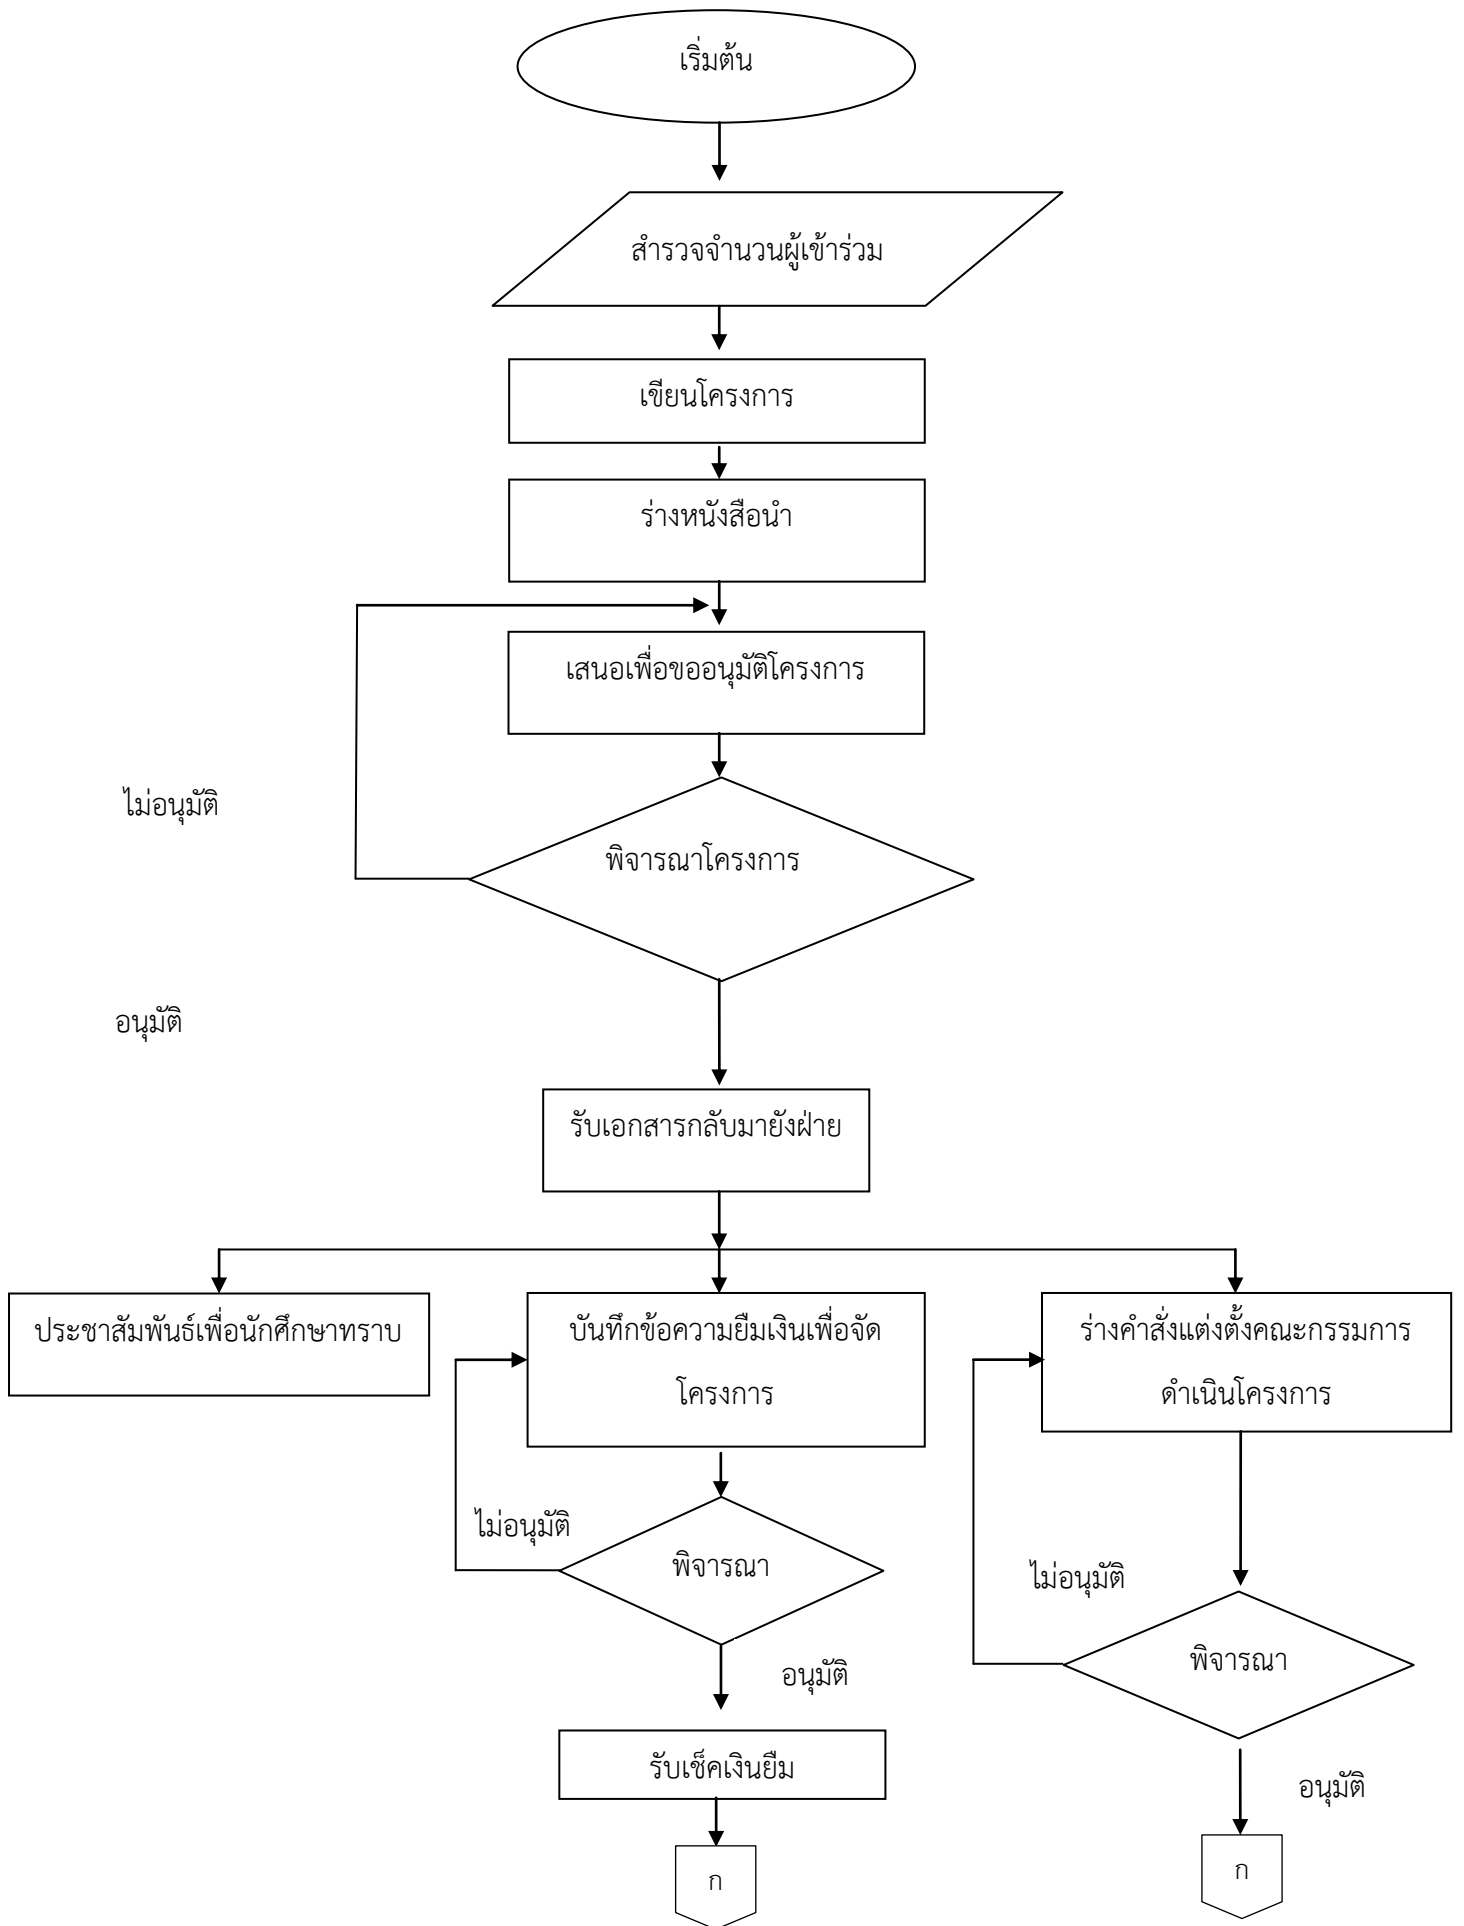 เริ่มต้น
สำรวจจำนวนผู้เข้าร่วม
เขียนโครงการ
ร่างหนังสือนำ
เสนอเพื่อขออนุมัติโครงการ
ไม่อนุมัติ
พิจารณาโครงการ
อนุมัติ
รับเอกสารกลับมายังฝ่าย
ประชาสัมพันธ์เพื่อนักศึกษาทราบ
บันทึกข้อความยืมเงินเพื่อจัด
โครงการ
ร่างคำสั่งแต่งตั้งคณะกรรมการ
ดำเนินโครงการ
ไม่อนุมัติ
พิจารณา
ไม่อนุมัติ
พิจารณา
อนุมัติ
รับเช็คเงินยืม
อนุมัติ
ก
ก